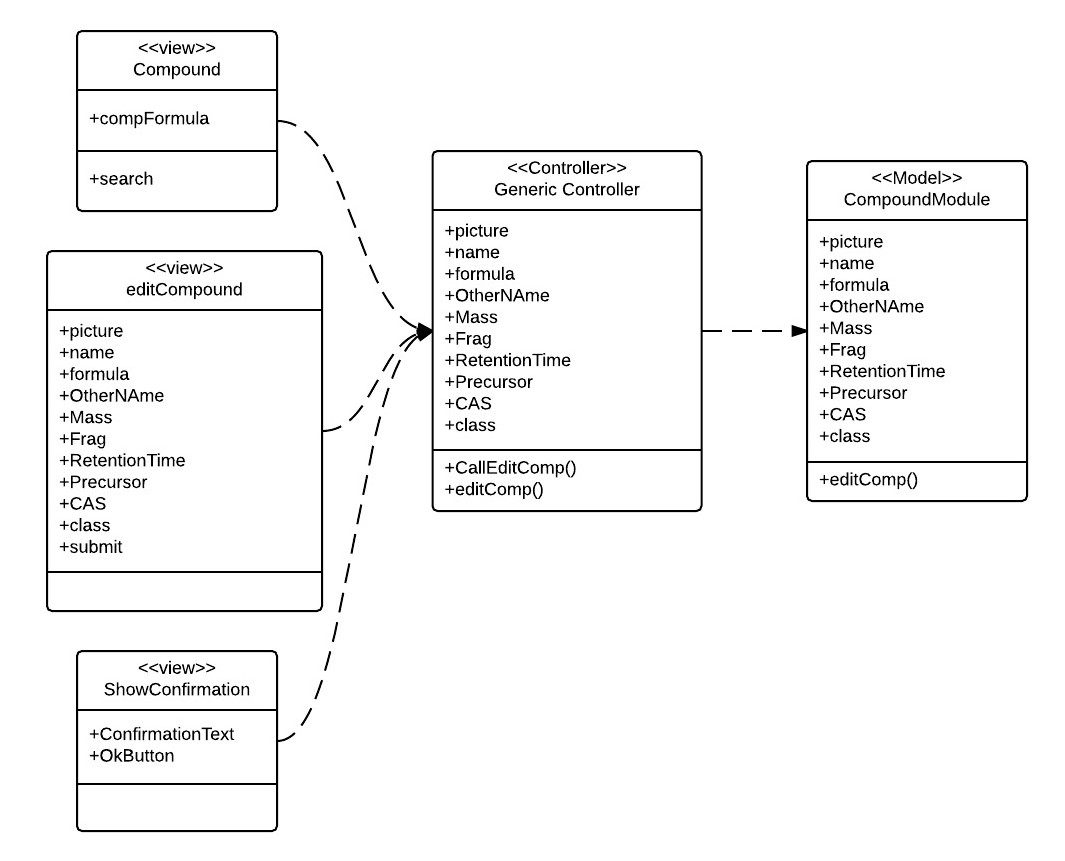 <<view>>
Compound
+compFormula
+search
<<view>>
editCompound
+picture
+name
+formula
+OtherNAme
+Mass
+Frag
+RetentionTime
+Precursor
+CAS
+class
+submit
<<view>>
ShowConfirmation
+ConfirmationText
+OkButton
<<Controller>>
Generic Controller
+picture
+name
+formula
+OtherNAme
+Mass
+Frag
+RetentionTime
+Precursor
+CAS
+class
+CallEditComp()
+editComp()
<<Model>>
CompoundModule
+picture
+name
+formula
+OtherNAme
+Mass
+Frag
+RetentionTime
+Precursor
+CAS
+class
+editComp()